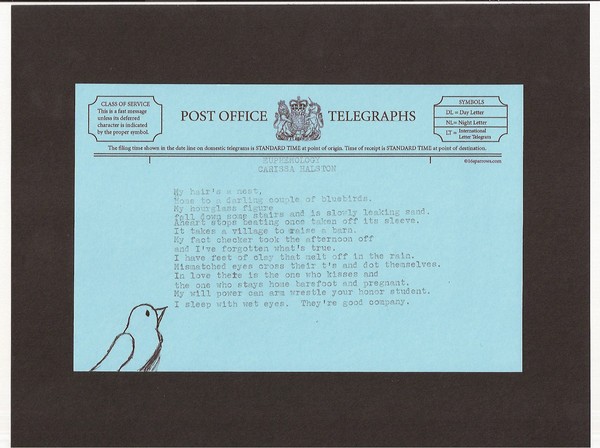 CLASS OF SERVICE
This is a fast message
unless its deferred
character is indicated
by the proper symbol.
POST OFFICE TELEGRAPHS
SYMBOLS
DL = Day Letter
NL = Night Letter
LT = International
Letter Telegram
The filing time shown in the date line on domestic telegrams is STANDARD TIME at point of origin. Time of receipt is STANDARD TIME at point of destination.
EUPHEMOLOGY
CARISSA HALSTON
My hair's a nest,
Home to a darling couple of bluebirds.
My hourglass figure
fell down some stairs and is slowly leaking sand.
Aheart stops beating once taken off its sleeve.
It takes a village to raise a barn.
My fact checker took the afternoon off
and I've forgotten what's true.
I have feet of clay that melt off in the rain.
Mismatched eyes cross their t's and dot themselves.
In love there is the one who kisses and
the one who stays home barefoot and pregnant.
My will power can arm wrestle your honor student.
I sleep with wet eyes. They're good company.